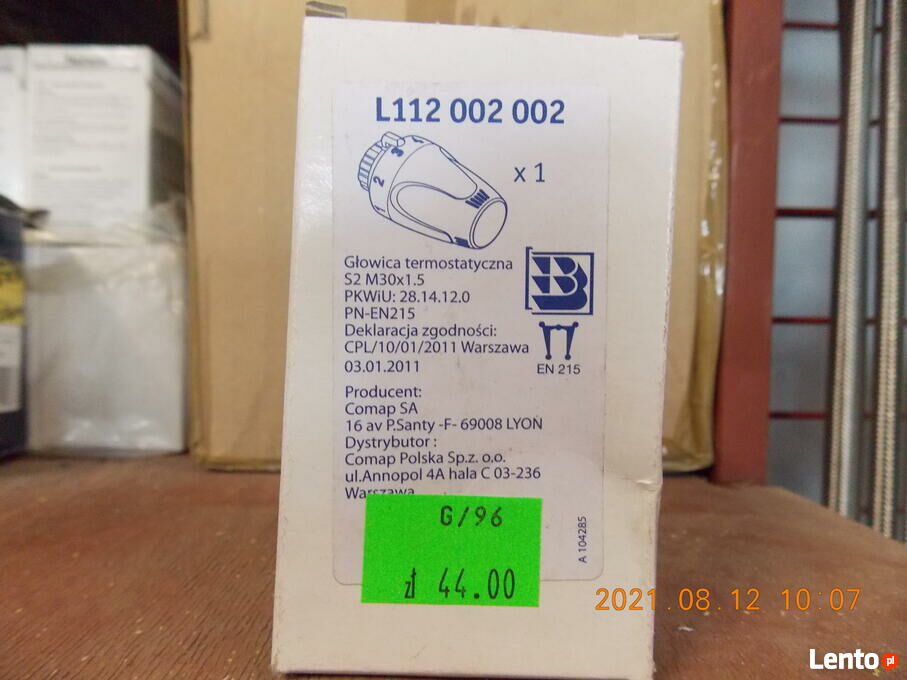 L112 002 002
x 1
Głowica termostatyczna
S2 M30x1.5
PKWiU: 28.14.12.0
PN-EN215
Deklaracja zgodności:
CPL/10/01/2011 Warszawa
03.01.2011
EN 215
Producent:
Comap SA
16 av P.Santy -F- 69008 LYON
Dystrybutor :
Comap Polska Sp.z. o.o.
ul.Annopol 4A hala C 03-236
Warszawa
G/96
zł 44.00
A 104285
2021.08.12 10:07
Lento.pl